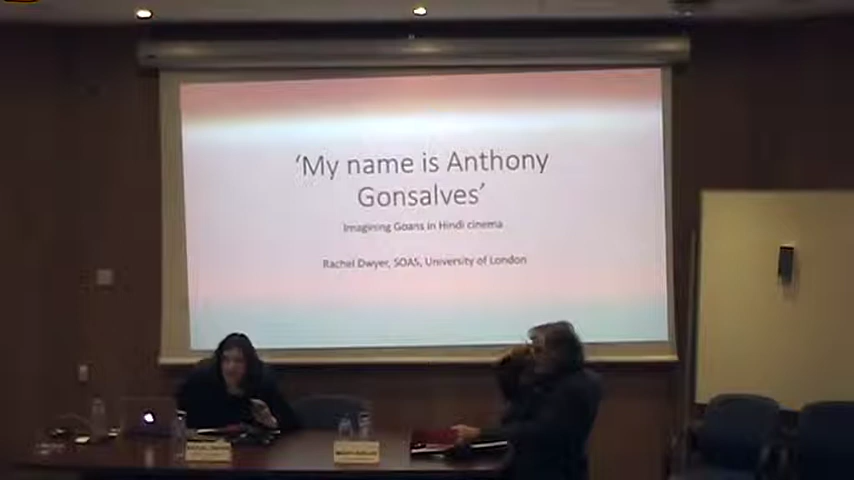 ‘My name is Anthony
Gonsalves’
Imagining Goans in Hindi cinema
Rachel Dwyer, SOAS, University of London